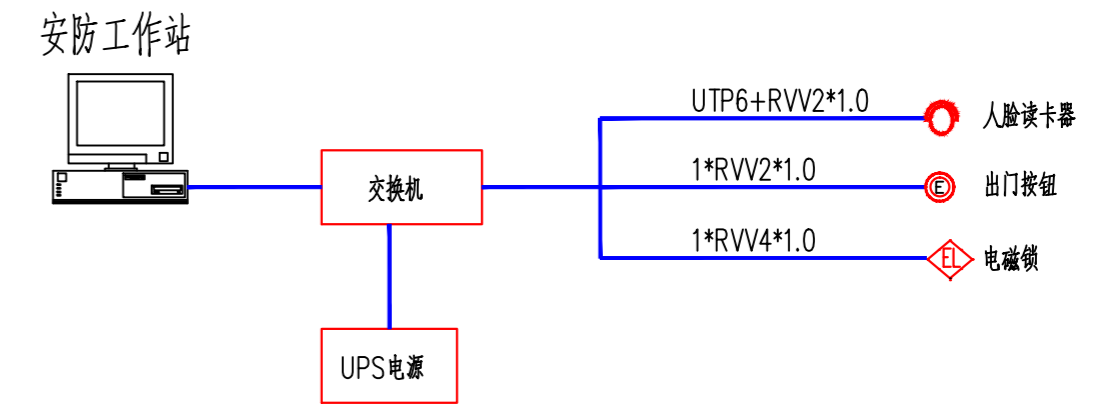 安防工作站
UTP6+RVV2*1.0
人脸读卡器
交换机
1*RVV2*1.0
E
出门按钮
1*RVV4*1.0
EL
电磁锁
UPS电源